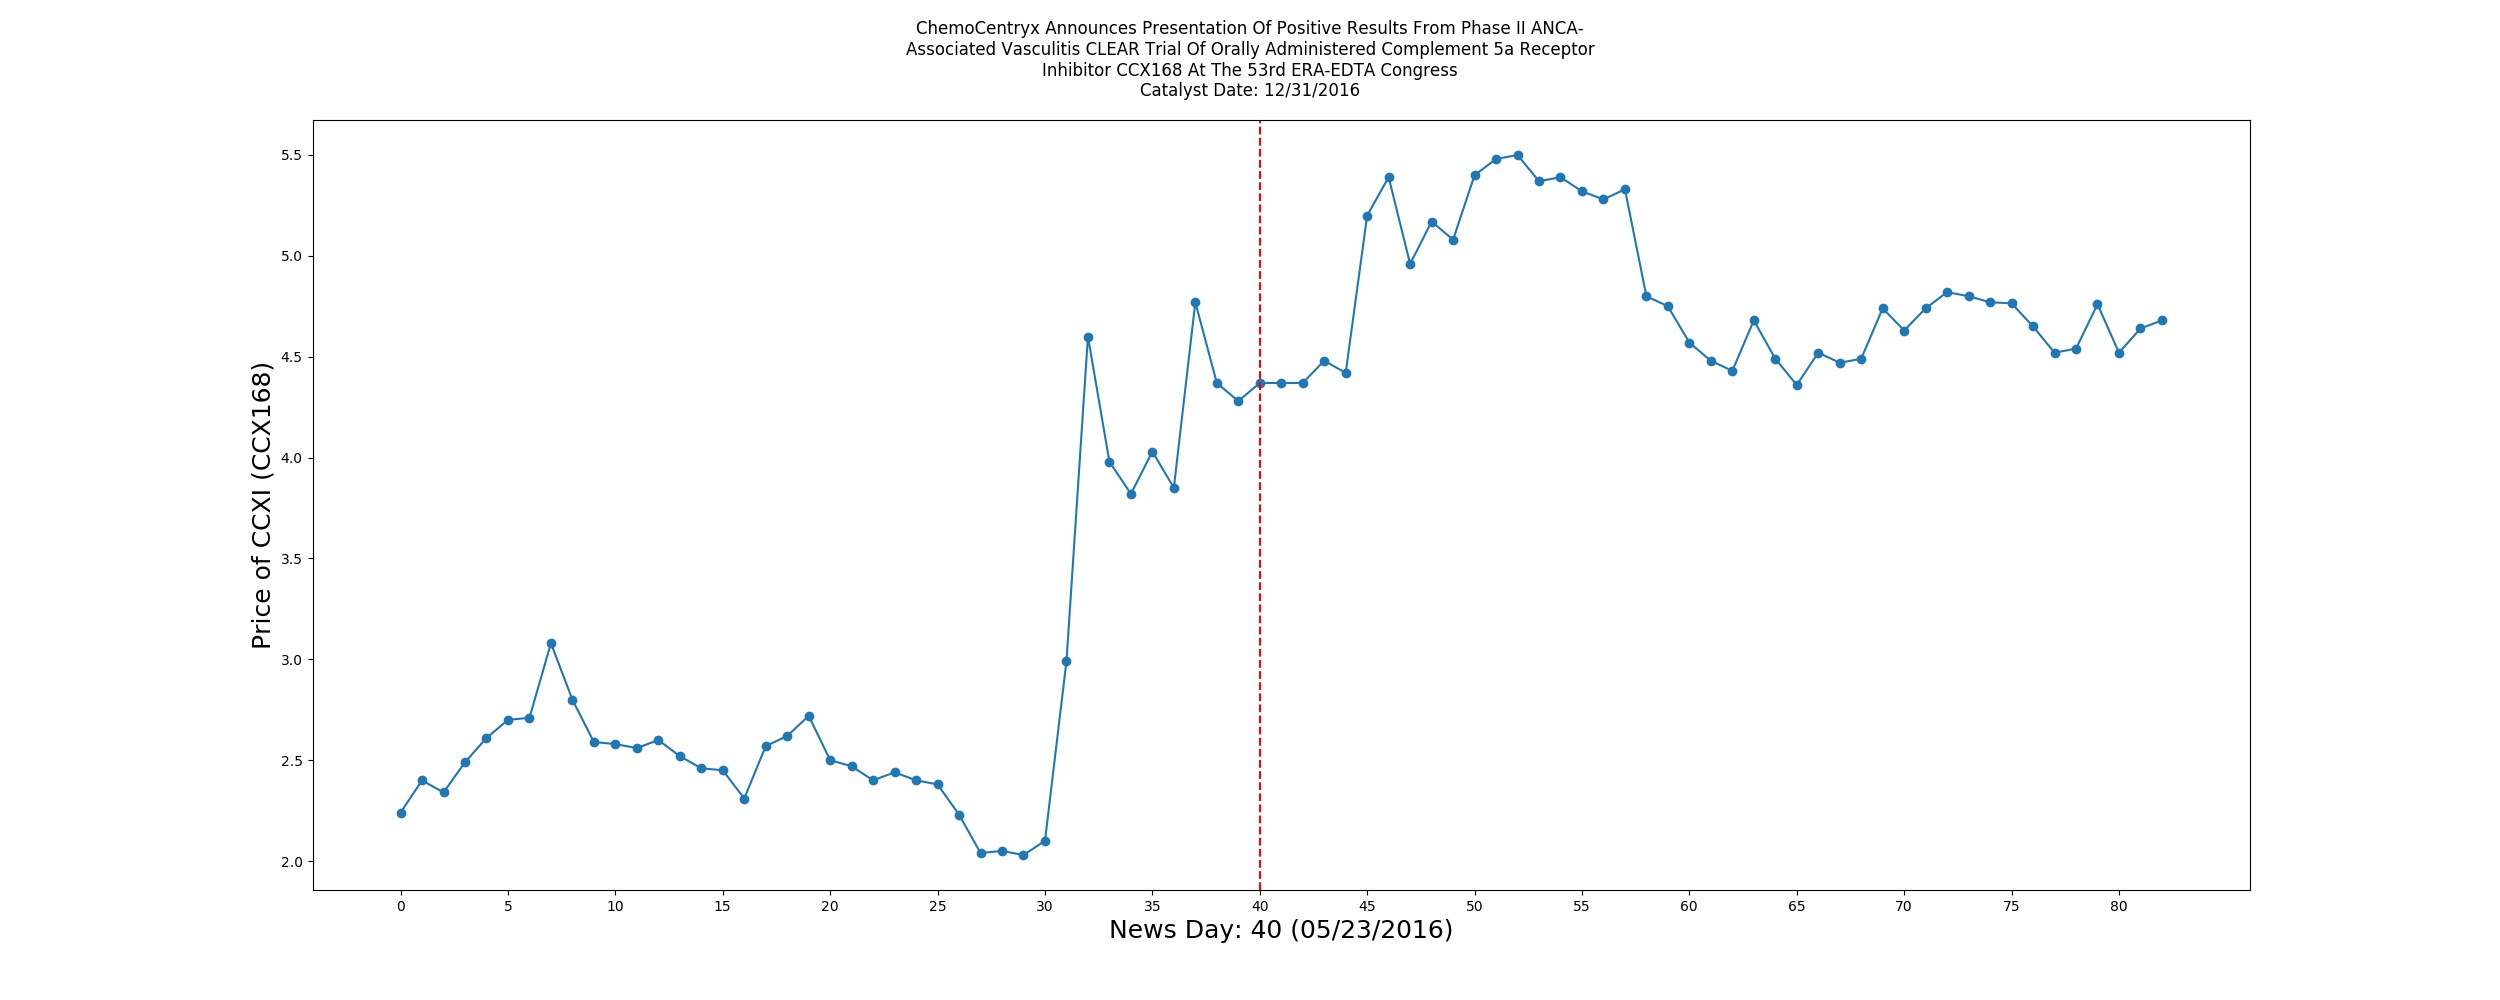 ChemoCentryx Announces Presentation Of Positive Results From Phase II ANCA-
Associated Vasculitis CLEAR Trial Of Orally Administered Complement 5a Receptor
Inhibitor CCX168 At The 53rd ERA-EDTA Congress
Catalyst Date: 12/31/2016
Price of CCXI (CCX168)
5.5
5.0
4.5
4.0
3.5
3.0
2.5
2.0
0 5 10 15 20 25 30 35 40 45 50 55 60 65 70 75 80
News Day: 40 (05/23/2016)